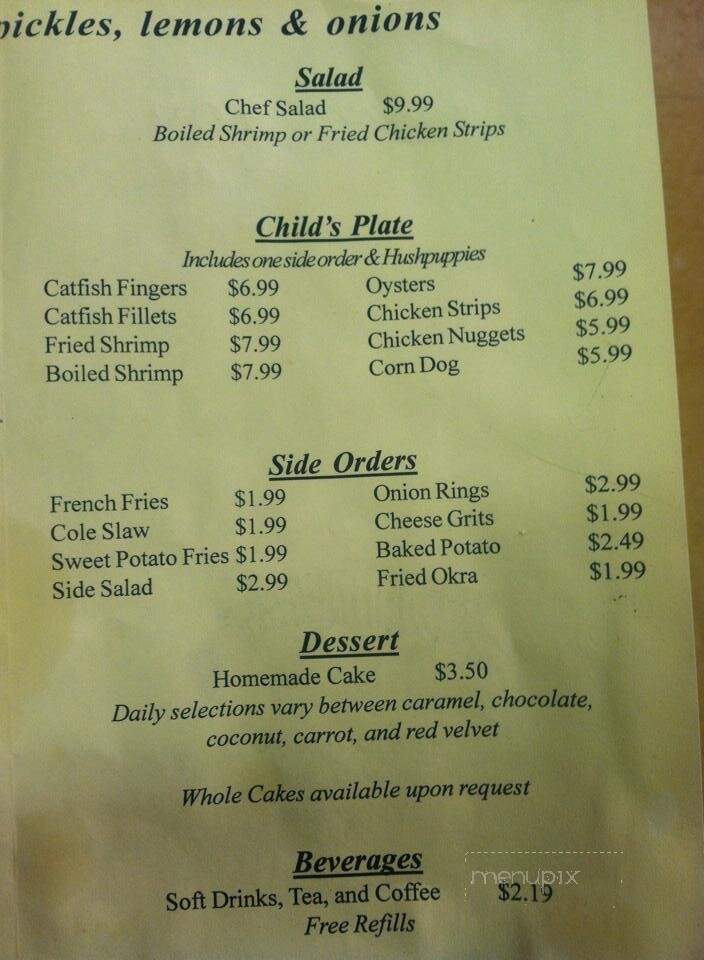 pickles, lemons & onions
Salad
Chef Salad $9.99
Boiled Shrimp or Fried Chicken Strips
Child's Plate
Includes one side order & Hushpuppies
Catfish Fingers $6.99 Oysters $7.99
Catfish Fillets $6.99 Chicken Strips $6.99
Fried Shrimp $7.99 Chicken Nuggets $5.99
Boiled Shrimp $7.99 Corn Dog $5.99
Side Orders
French Fries $1.99 Onion Rings $2.99
Cole Slaw $1.99 Cheese Grits $1.99
Sweet Potato Fries $1.99 Baked Potato $2.49
Side Salad $2.99 Fried Okra $1.99
Dessert
Homemade Cake $3.50
Daily selections vary between caramel, chocolate,
coconut, carrot, and red velvet
Whole Cakes available upon request
Beverages
menupix
Soft Drinks, Tea, and Coffee $2.19
Free Refills